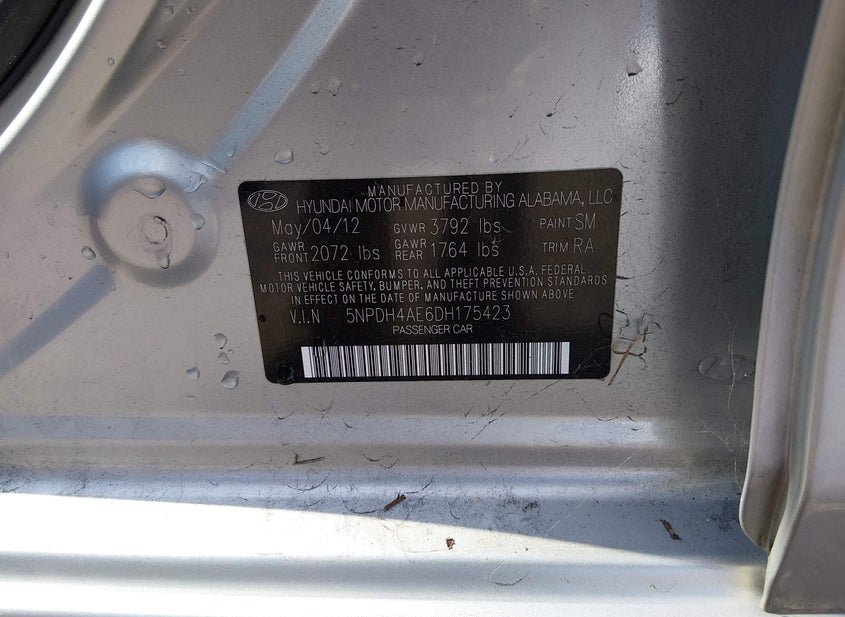 MANUFACTURED BY
HYUNDAI MOTOR MANUFACTURING ALABAMA, LLC
May/04/12 GVWR 3792 lbs PAINT SM
GAWR FRONT 2072 lbs GAWR REAR 1764 lbs TRIM RA
THIS VEHICLE CONFORMS TO ALL APPLICABLE U.S.A. FEDERAL
MOTOR VEHICLE SAFETY, BUMPER, AND THEFT PREVENTION STANDARDS
IN EFFECT ON THE DATE OF MANUFACTURE SHOWN ABOVE
V.I.N 5NPDH4AE6DH175423
PASSENGER CAR